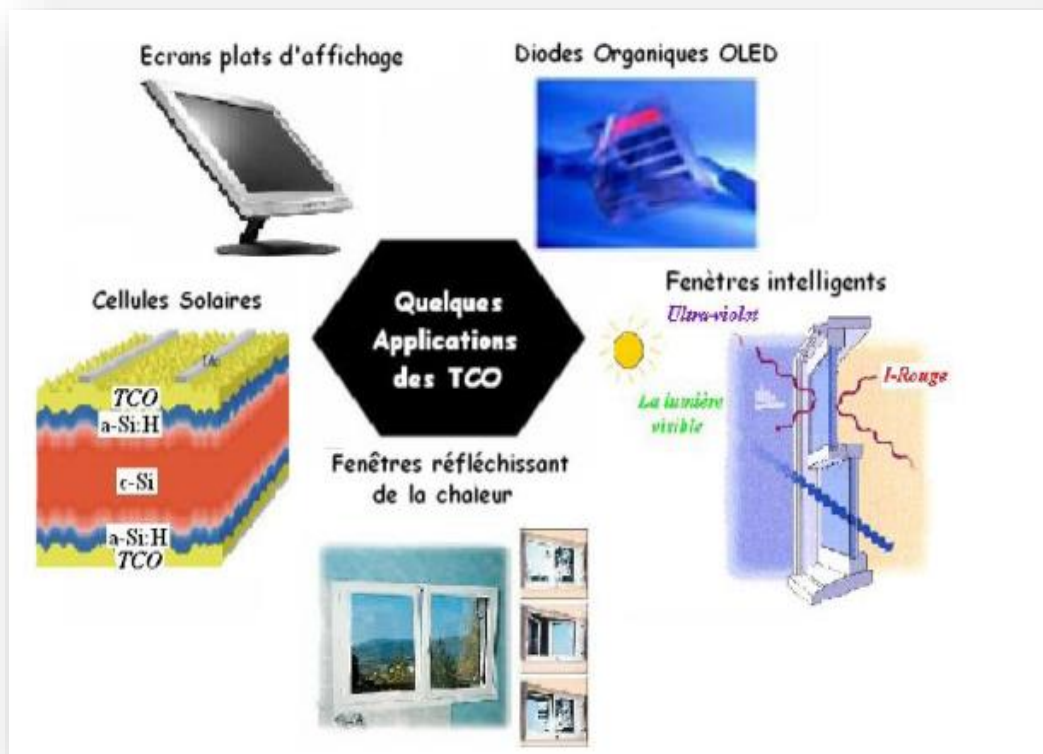 Ecrans plats d'affichage
Diodes Organiques OLED
Quelques
Applications
des TCO
Cellules Solaires
TCO
a-Si:H
c-Si
a-Si:H
TCO
Fenètres intelligents
Ultra-violet
I-Rouge
La lumière
visible
Fenêtres réfléchissant
de la chaleur